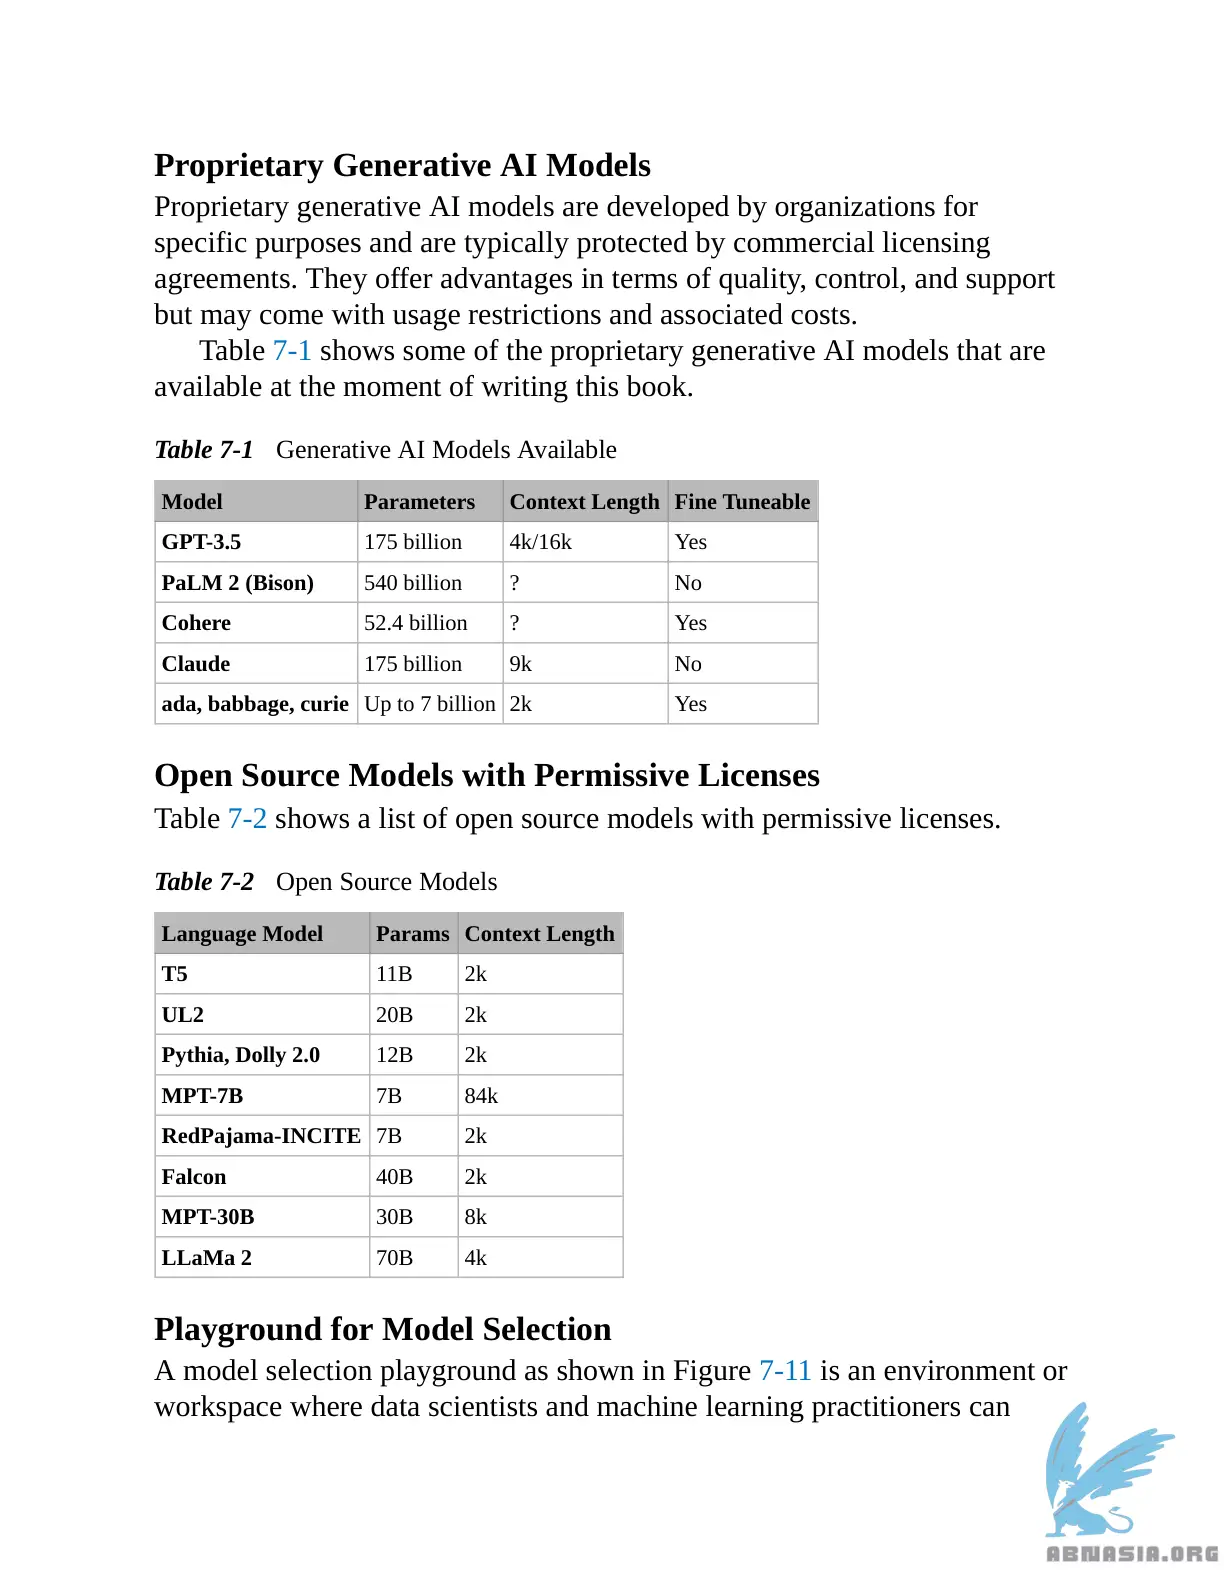 Proprietary Generative AI Models
Proprietary generative AI models are developed by organizations for
specific purposes and are typically protected by commercial licensing
agreements. They offer advantages in terms of quality, control, and support
but may come with usage restrictions and associated costs.
Table 7-1 shows some of the proprietary generative AI models that are
available at the moment of writing this book.
Table 7-1 Generative AI Models Available
Model Parameters Context Length Fine Tuneable
GPT-3.5 175 billion 4k/16k Yes
PaLM 2 (Bison) 540 billion ? No
Cohere 52.4 billion ? Yes
Claude 175 billion 9k No
ada, babbage, curie Up to 7 billion 2k Yes
Open Source Models with Permissive Licenses
Table 7-2 shows a list of open source models with permissive licenses.
Table 7-2 Open Source Models
Language Model Params Context Length
T5 11B 2k
UL2 20B 2k
Pythia, Dolly 2.0 12B 2k
MPT-7B 7B 84k
RedPajama-INCITE 7B 2k
Falcon 40B 2k
MPT-30B 30B 8k
LLaMa 2 70B 4k
Playground for Model Selection
A model selection playground as shown in Figure 7-11 is an environment or
workspace where data scientists and machine learning practitioners can
ABNASIA.ORG